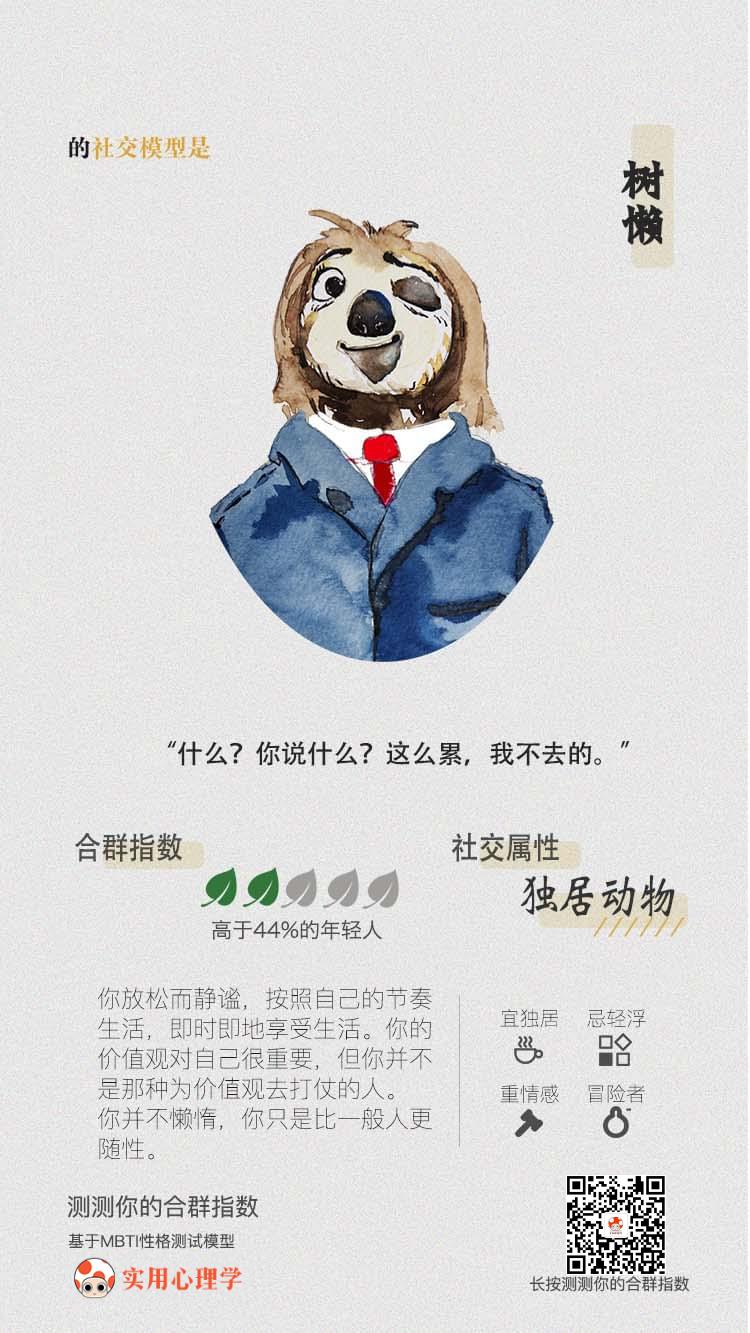 的社交模型是
树懒
“什么？你说什么？这么累，我不去的。”
合群指数
高于44%的年轻人
社交属性
独居动物
你放松而静谧，按照自己的节奏
生活，即时即地享受生活。你的
价值观对自己很重要，但你并不
是那种为价值观去打仗的人。
你并不懒惰，你只是比一般人更
随性。
宜独居 忌轻浮
重情感 冒险者
测测你的合群指数
基于MBTI性格测试模型
实用心理学
长按测测你的合群指数